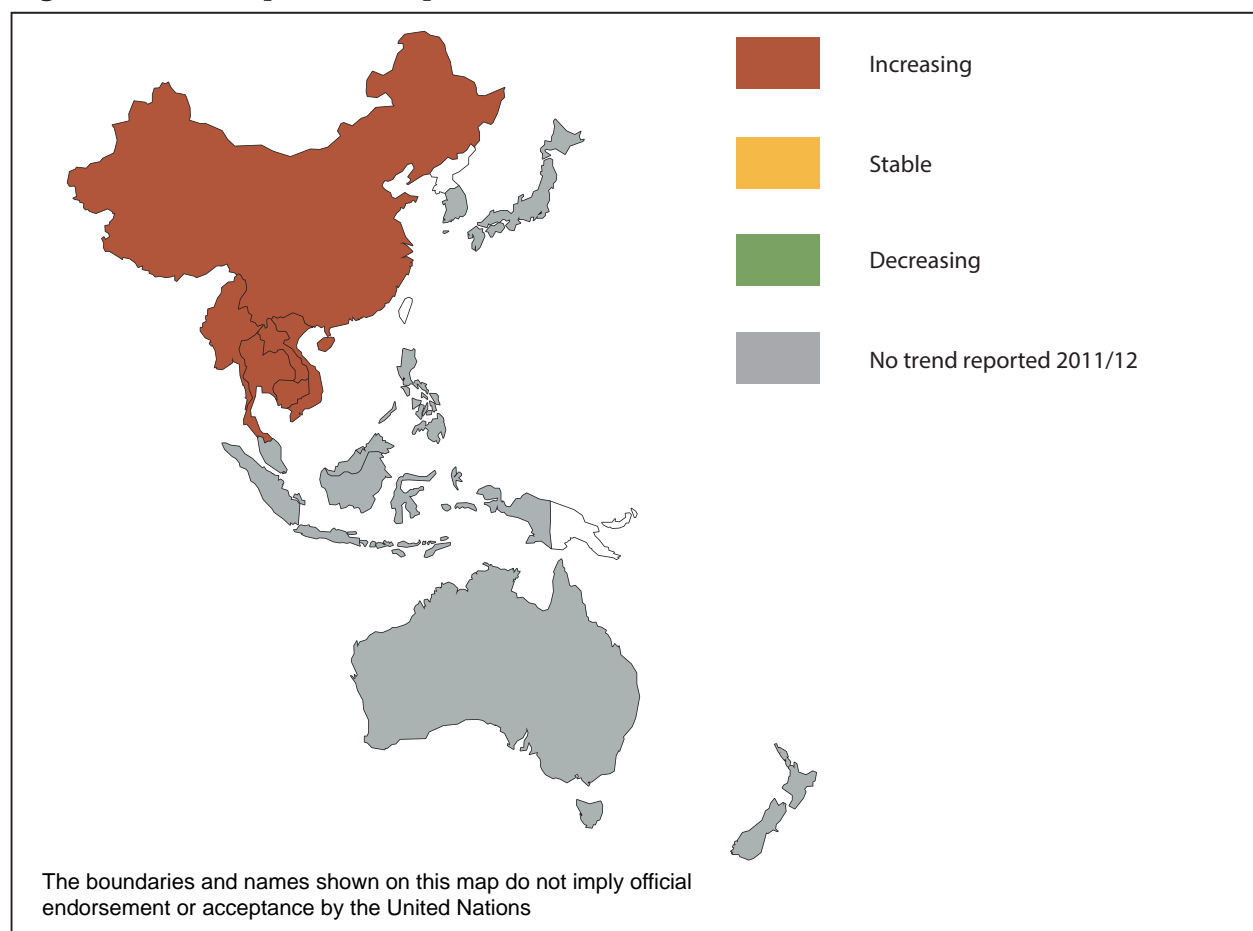 Increasing
Stable
Decreasing
No trend reported 2011/12
The boundaries and names shown on this map do not imply official
endorsement or acceptance by the United Nations